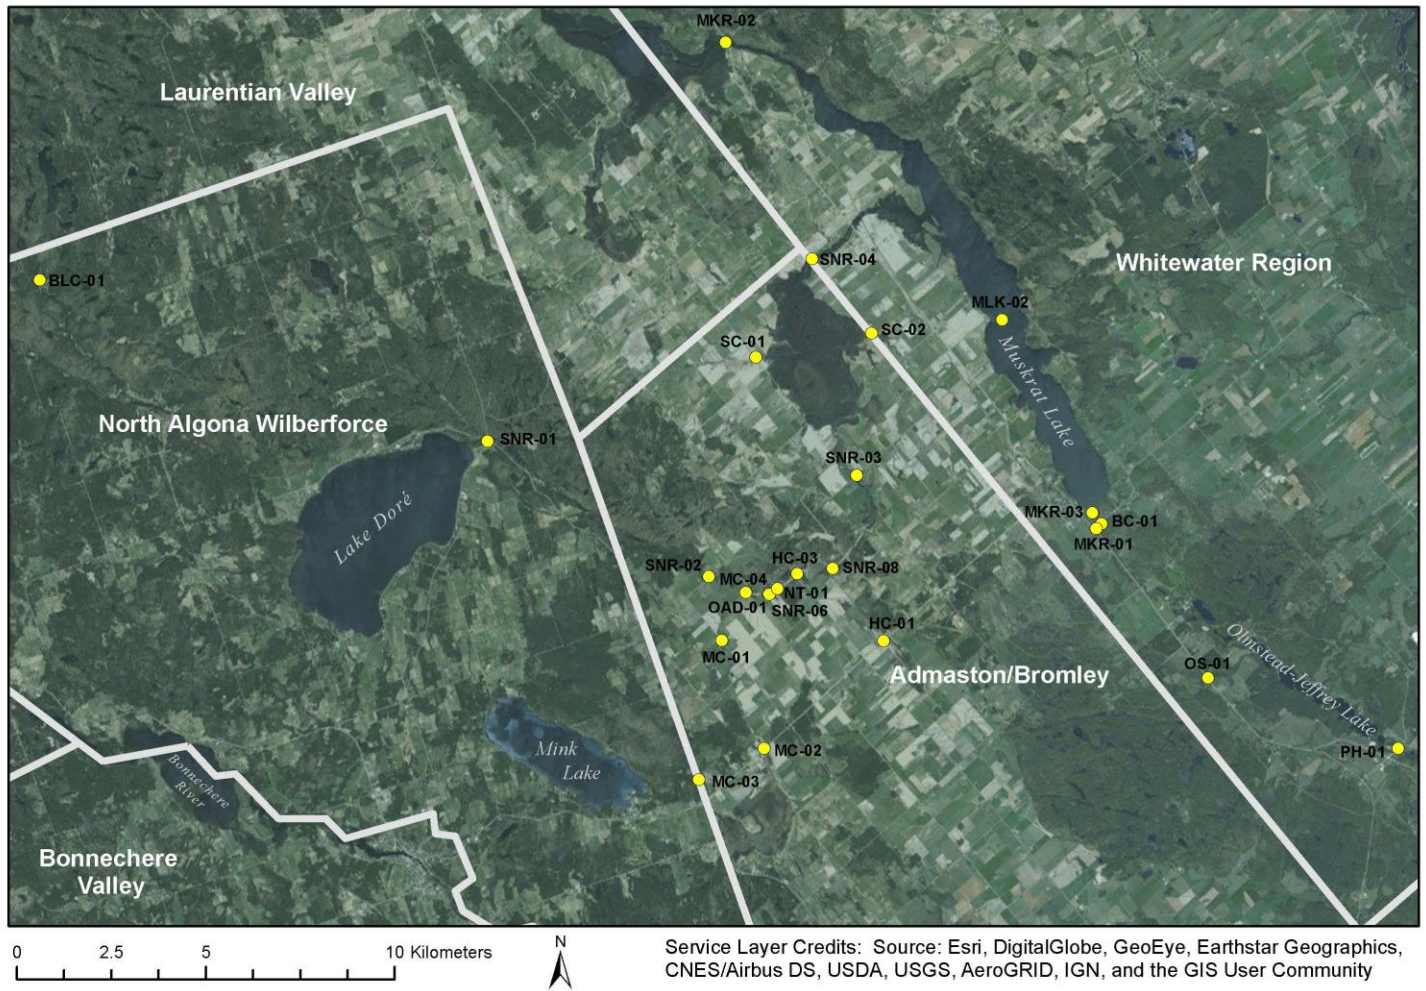 MKR-02
Laurentian Valley
SNR-04
Whitewater Region
BLC-01
MLK-02
SC-02
SC-01
Muskrat Lake
North Algona Wilberforce
SNR-01
SNR-03
Lake Doré
MKR-03
BC-01
MKR-01
HC-03
SNR-08
SNR-02
MC-04
NT-01
OAD-01
SNR-06
HC-01
MC-01
Olmstead-Jeffrey Lake
OS-01
Admaston/Bromley
Mink
Lake
MC-02
PH-01
MC-03
Bonnechere
River
Bonnechere
Valley
0 2.5 5 10 Kilometers
N
Service Layer Credits: Source: Esri, DigitalGlobe, GeoEye, Earthstar Geographics,
CNES/Airbus DS, USDA, USGS, AeroGRID, IGN, and the GIS User Community